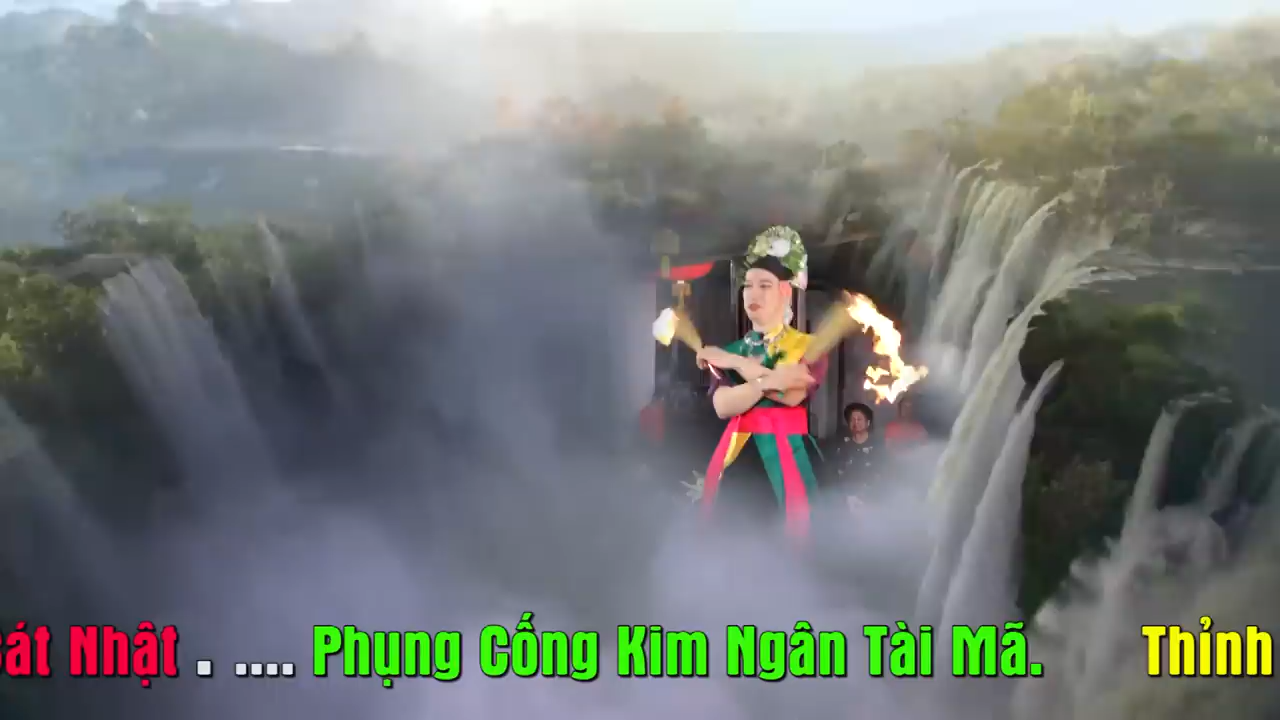 Nhật . .... Phụng Cống Kim Ngân Tài Mã. Thỉnh